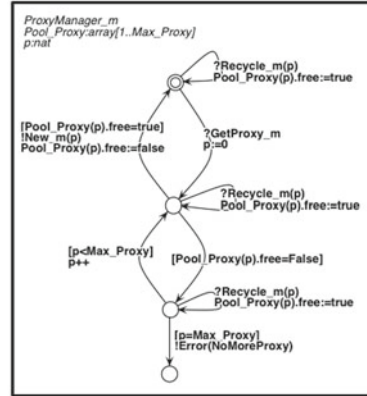 ProxyManager_m
Pool_Proxy:array[1..Max_Proxy]
p:nat
?Recycle_m(p)
Pool_Proxy(p).free:=true
[Pool_Proxy(p).free=true]
!New_m(p)
Pool_Proxy(p).free:=false
?GetProxy_m
p:=0
?Recycle_m(p)
Pool_Proxy(p).free:=true
[p<Max_Proxy]
p++
[Pool_Proxy(p).free=False]
?Recycle_m(p)
Pool_Proxy(p).free:=true
[p=Max_Proxy]
!Error(NoMoreProxy)